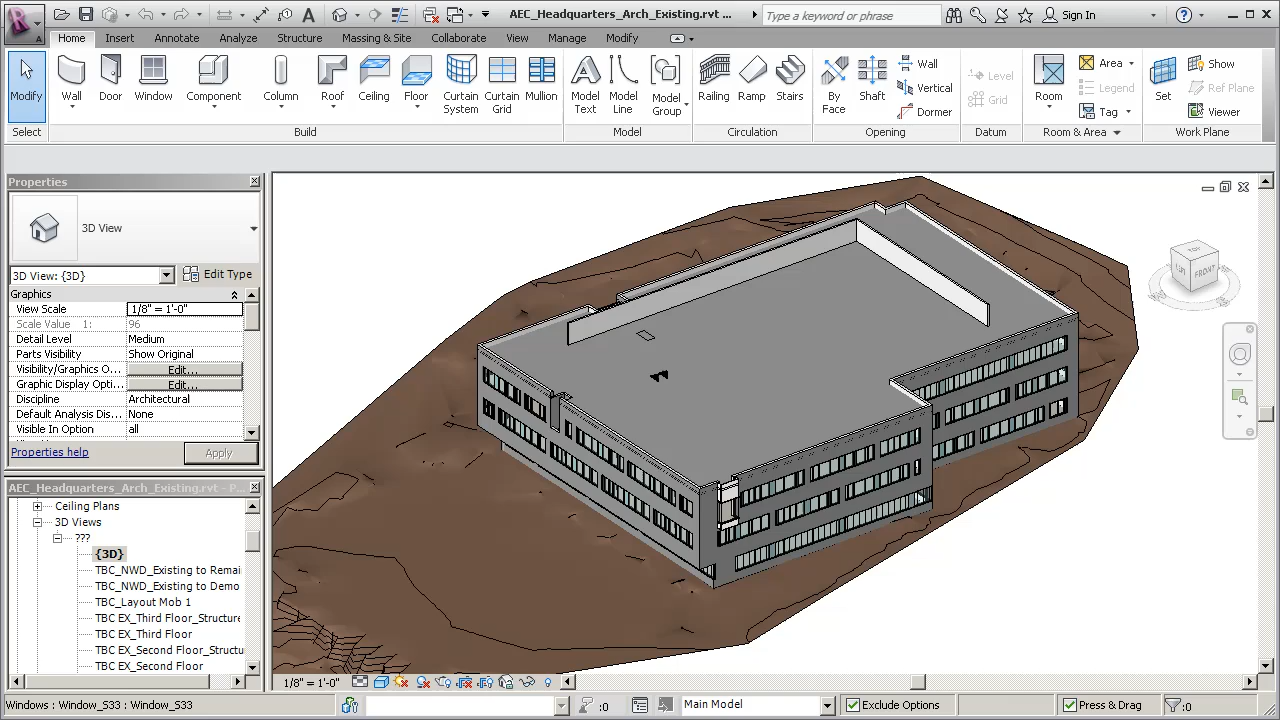 AEC_Headquarters_Arch_Existing.rvt ...
Type a keyword or phrase
Sign In
Home Insert Annotate Analyze Structure Massing & Site Collaborate View Manage Modify
Modify
Wall
Door
Window
Component
Column
Roof
Ceiling
Floor
Curtain System
Curtain Grid
Mullion
Model Text
Model Line
Model Group
Railing
Ramp
Stairs
By Face
Shaft
Wall
Vertical
Dormer
Level
Grid
Room
Area
Legend
Tag
Set
Show
Ref Plane
Viewer
Select Build Model Circulation Opening Datum Room & Area Work Plane
Properties
3D View
3D View: {3D} Edit Type
Graphics
View Scale 1/8" = 1'-0"
Scale Value 1: 96
Detail Level Medium
Parts Visibility Show Original
Visibility/Graphics O... Edit...
Graphic Display Opti... Edit...
Discipline Architectural
Default Analysis Dis... None
Visible In Option all
Properties help Apply
AEC_Headquarters_Arch_Existing.rvt - P...
Ceiling Plans
3D Views
???
{3D}
TBC_NWD_Existing to Remai
TBC_NWD_Existing to Demo
TBC_Layout Mob 1
TBC EX_Third Floor_Structure
TBC EX_Third Floor
TBC EX_Second Floor_Structu
TBC EX_Second Floor
TOP
FRONT
1/8" = 1'-0"
Windows : Window_S33 : Window_S33
:0
Main Model
Exclude Options
Press & Drag
:0